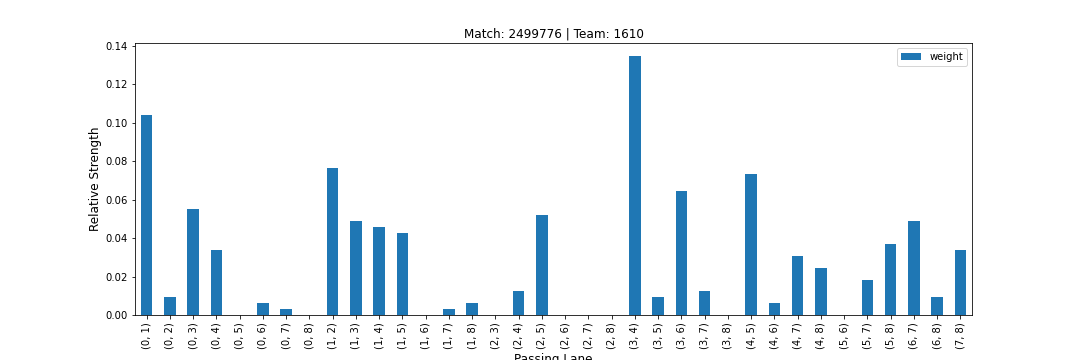 Match: 2499776 | Team: 1610
weight
Relative Strength
0.14
0.12
0.10
0.08
0.06
0.04
0.02
0.00
(0, 1) (0, 2) (0, 3) (0, 4) (0, 5) (0, 6) (0, 7) (0, 8) (1, 2) (1, 3) (1, 4) (1, 5) (1, 6) (1, 7) (1, 8) (2, 3) (2, 4) (2, 5) (2, 6) (2, 7) (2, 8) (3, 4) (3, 5) (3, 6) (3, 7) (3, 8) (4, 5) (4, 6) (4, 7) (4, 8) (5, 6) (5, 7) (5, 8) (6, 7) (6, 8) (7, 8)
Passing Lane